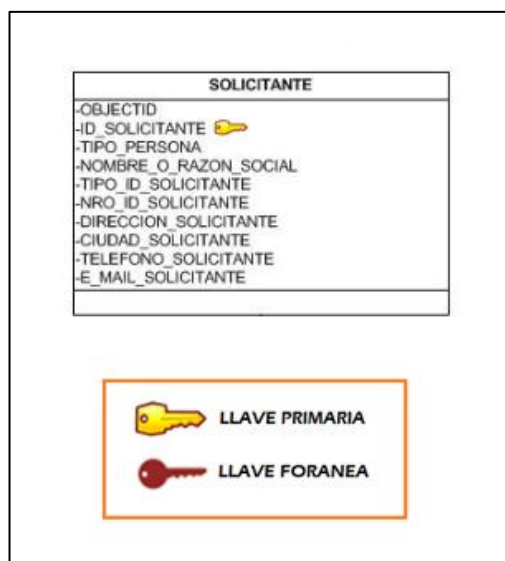 SOLICITANTE
-OBJECTID
-ID_SOLICITANTE
-TIPO_PERSONA
-NOMBRE_O_RAZON_SOCIAL
-TIPO_ID_SOLICITANTE
-NRO_ID_SOLICITANTE
-DIRECCION_SOLICITANTE
-CIUDAD_SOLICITANTE
-TELEFONO_SOLICITANTE
-E_MAIL_SOLICITANTE
LLAVE PRIMARIA
LLAVE FORANEA